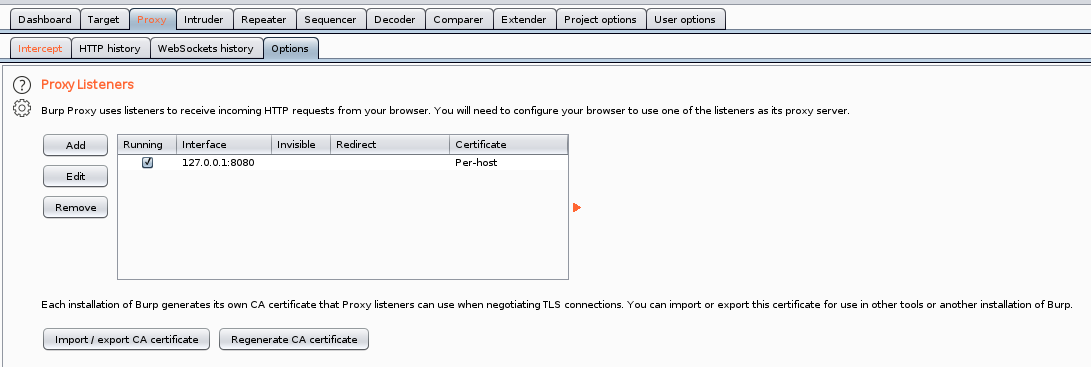 Dashboard Target Proxy Intruder Repeater Sequencer Decoder Comparer Extender Project options User options
Intercept HTTP history WebSockets history Options
? Proxy Listeners
Burp Proxy uses listeners to receive incoming HTTP requests from your browser. You will need to configure your browser to use one of the listeners as its proxy server.
Add Running Interface Invisible Redirect Certificate
127.0.0.1:8080 Per-host
Edit
Remove
Each installation of Burp generates its own CA certificate that Proxy listeners can use when negotiating TLS connections. You can import or export this certificate for use in other tools or another installation of Burp.
Import / export CA certificate Regenerate CA certificate